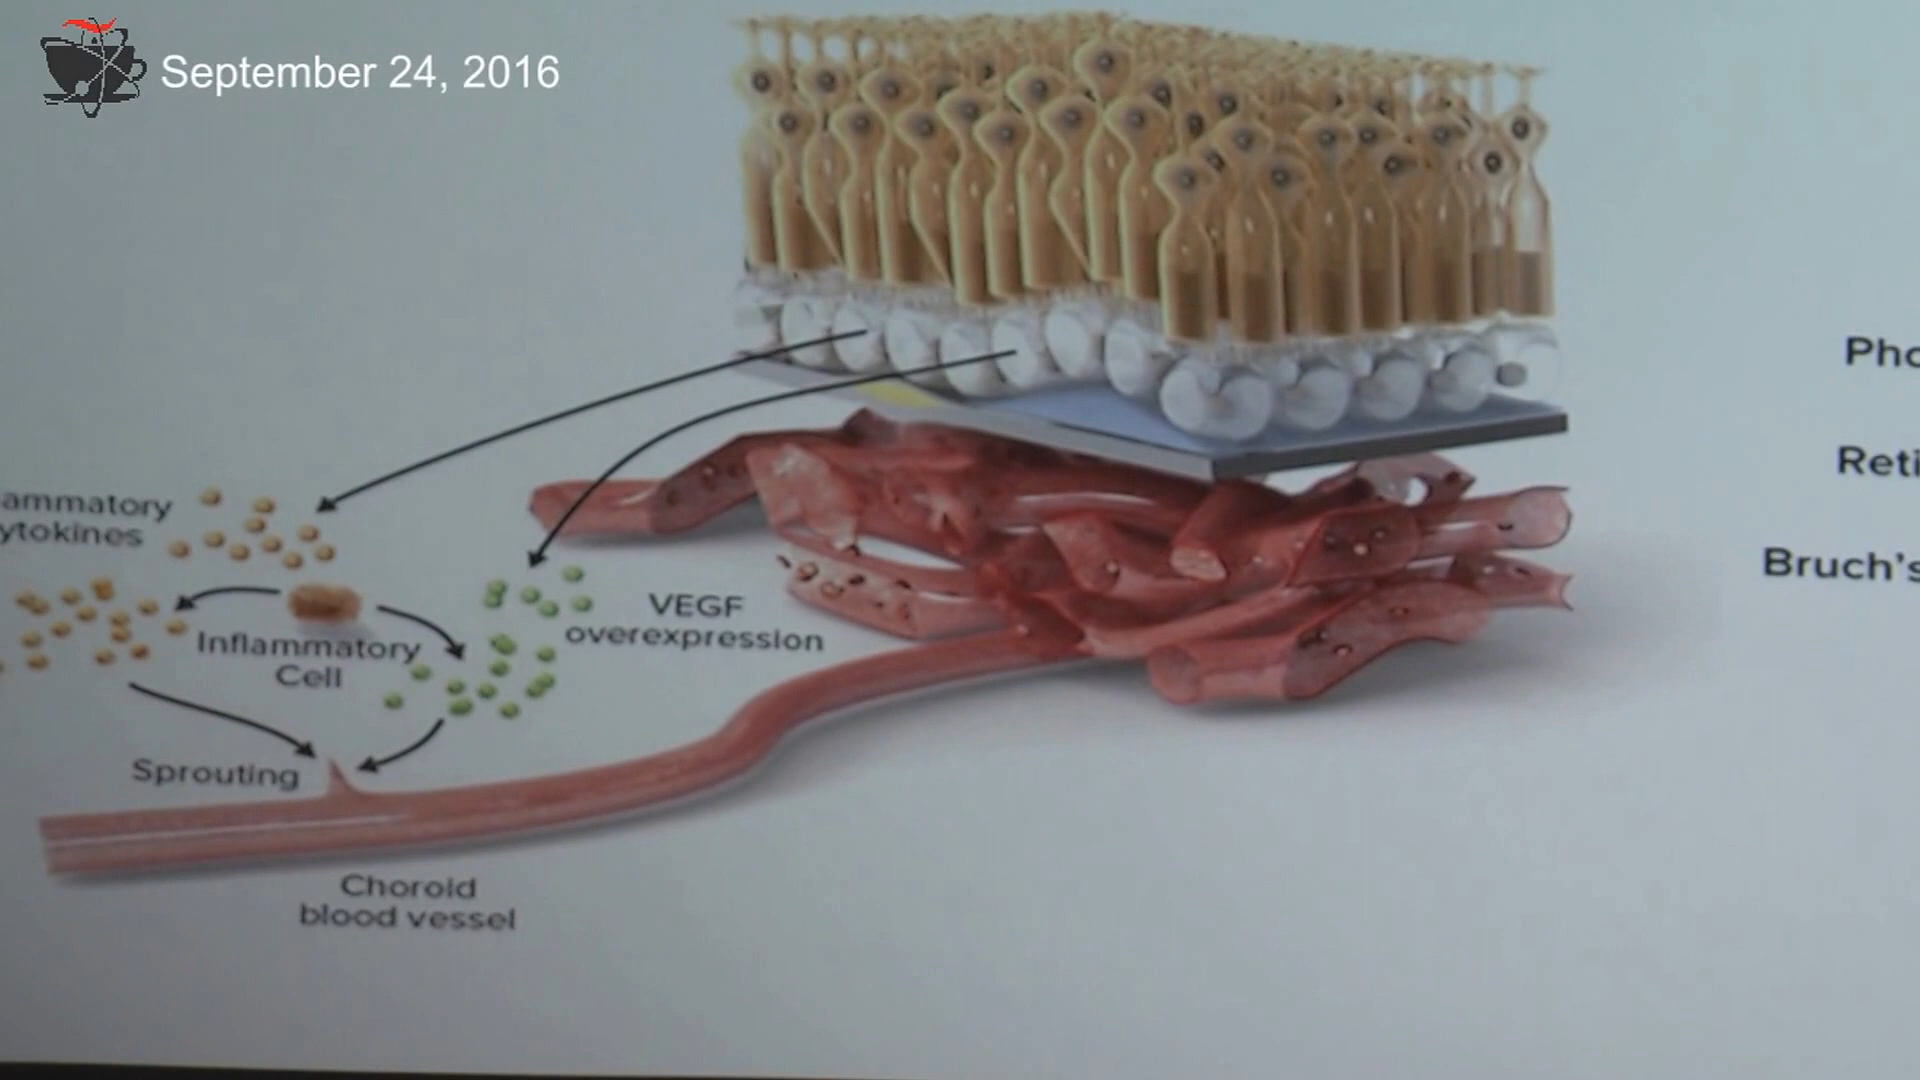 September 24, 2016
ammatory
ytokines
VEGF
overexpression
Inflammatory
Cell
Sprouting
Choroid
blood vessel
Pho
Reti
Bruch's